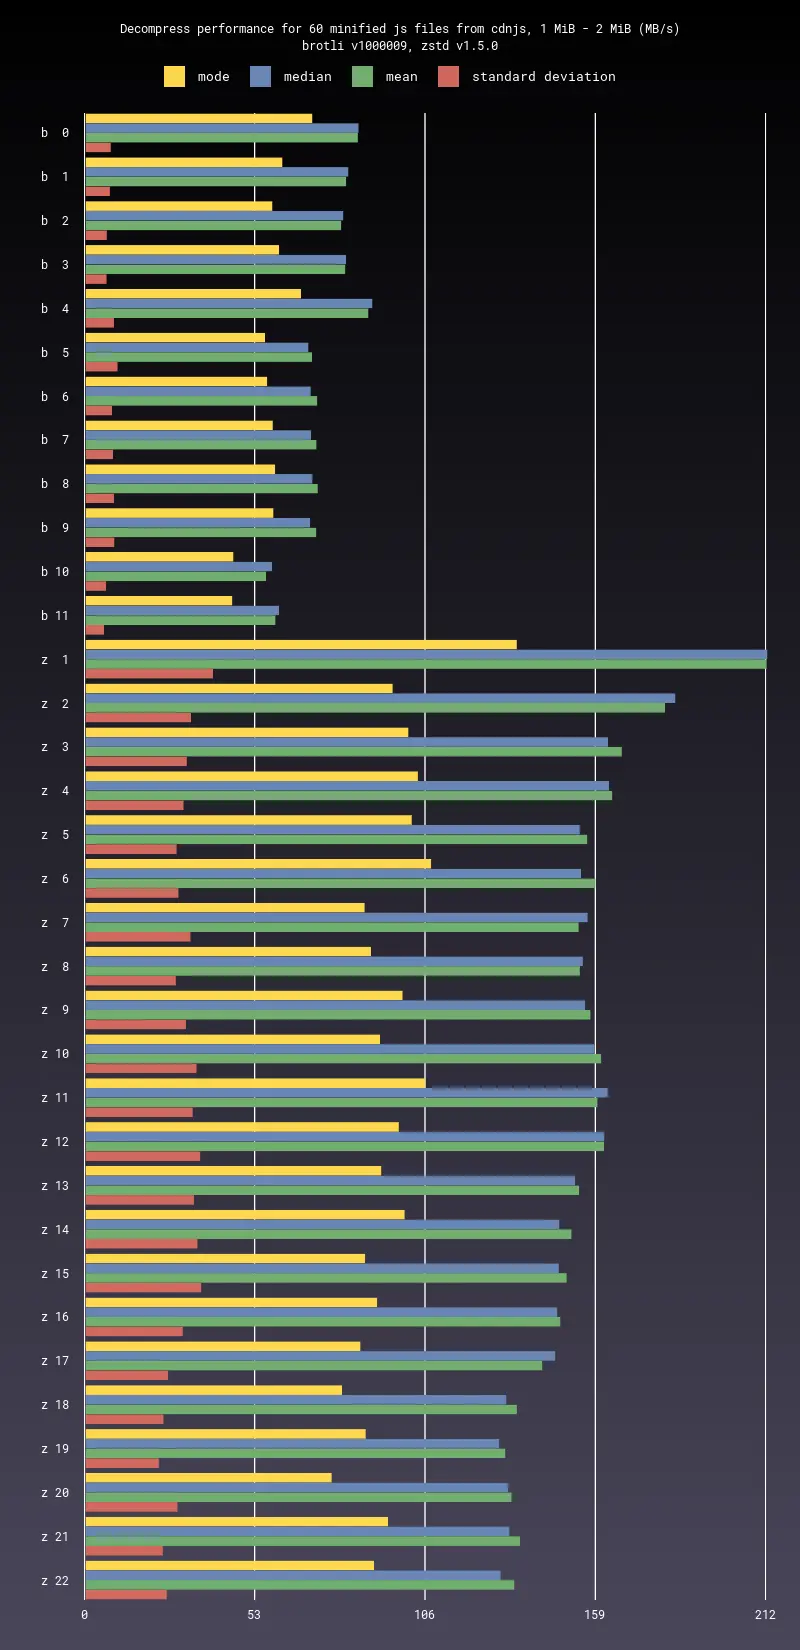 Decompress performance for 60 minified js files from cdnjs, 1 MiB - 2 MiB (MB/s)
brotli v1000009, zstd v1.5.0
mode median mean standard deviation
b 0
b 1
b 2
b 3
b 4
b 5
b 6
b 7
b 8
b 9
b 10
b 11
z 1
z 2
z 3
z 4
z 5
z 6
z 7
z 8
z 9
z 10
z 11
z 12
z 13
z 14
z 15
z 16
z 17
z 18
z 19
z 20
z 21
z 22
0 53 106 159 212